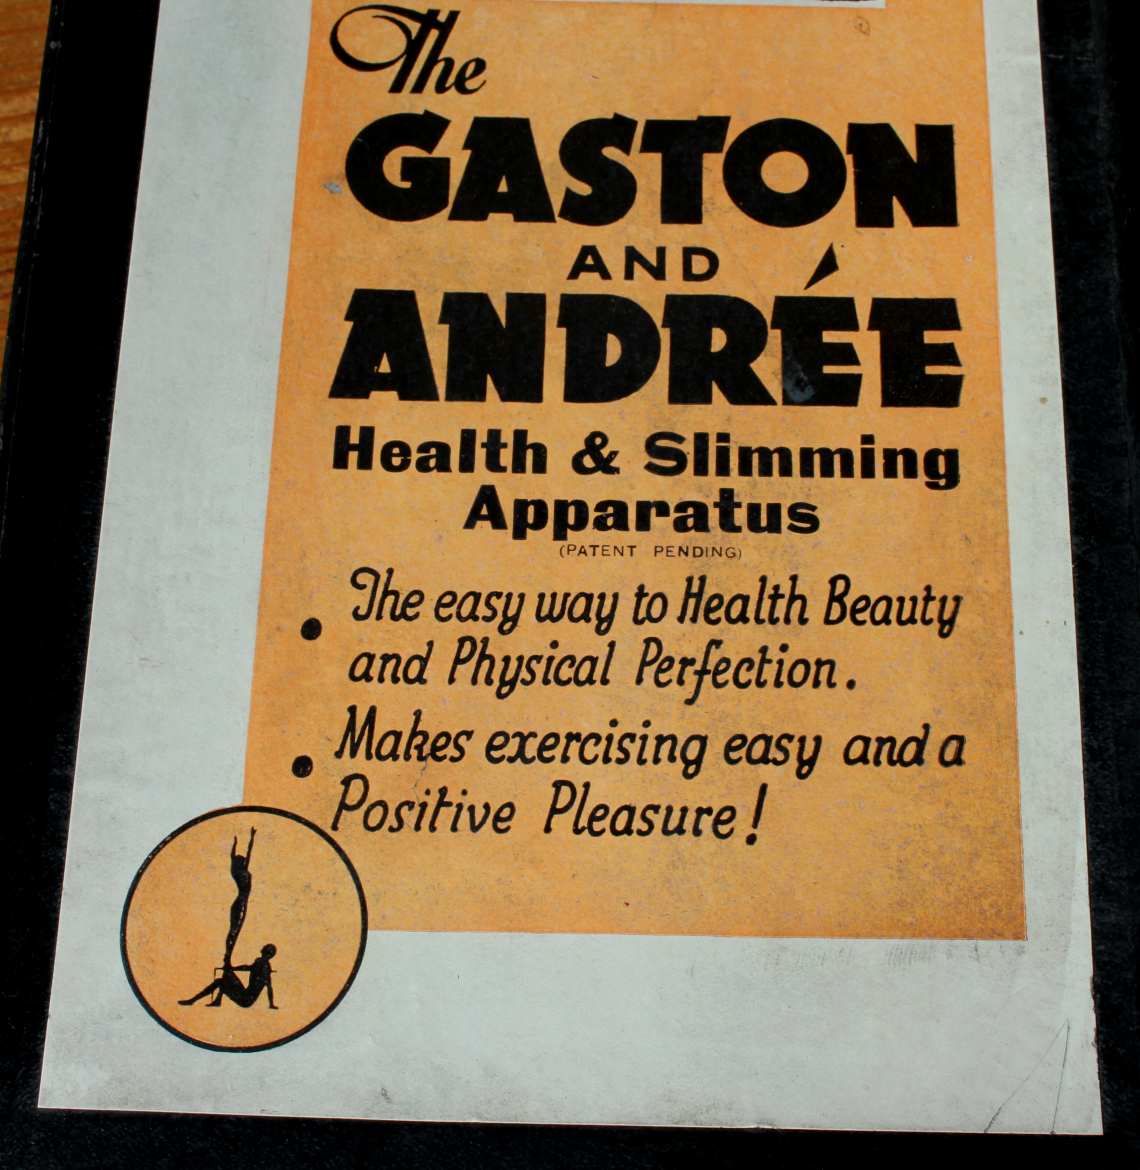 The
GASTON
AND
ANDRÉE
Health & Slimming
Apparatus
(PATENT PENDING)
• The easy way to Health Beauty
and Physical Perfection.
• Makes exercising easy and a
Positive Pleasure!